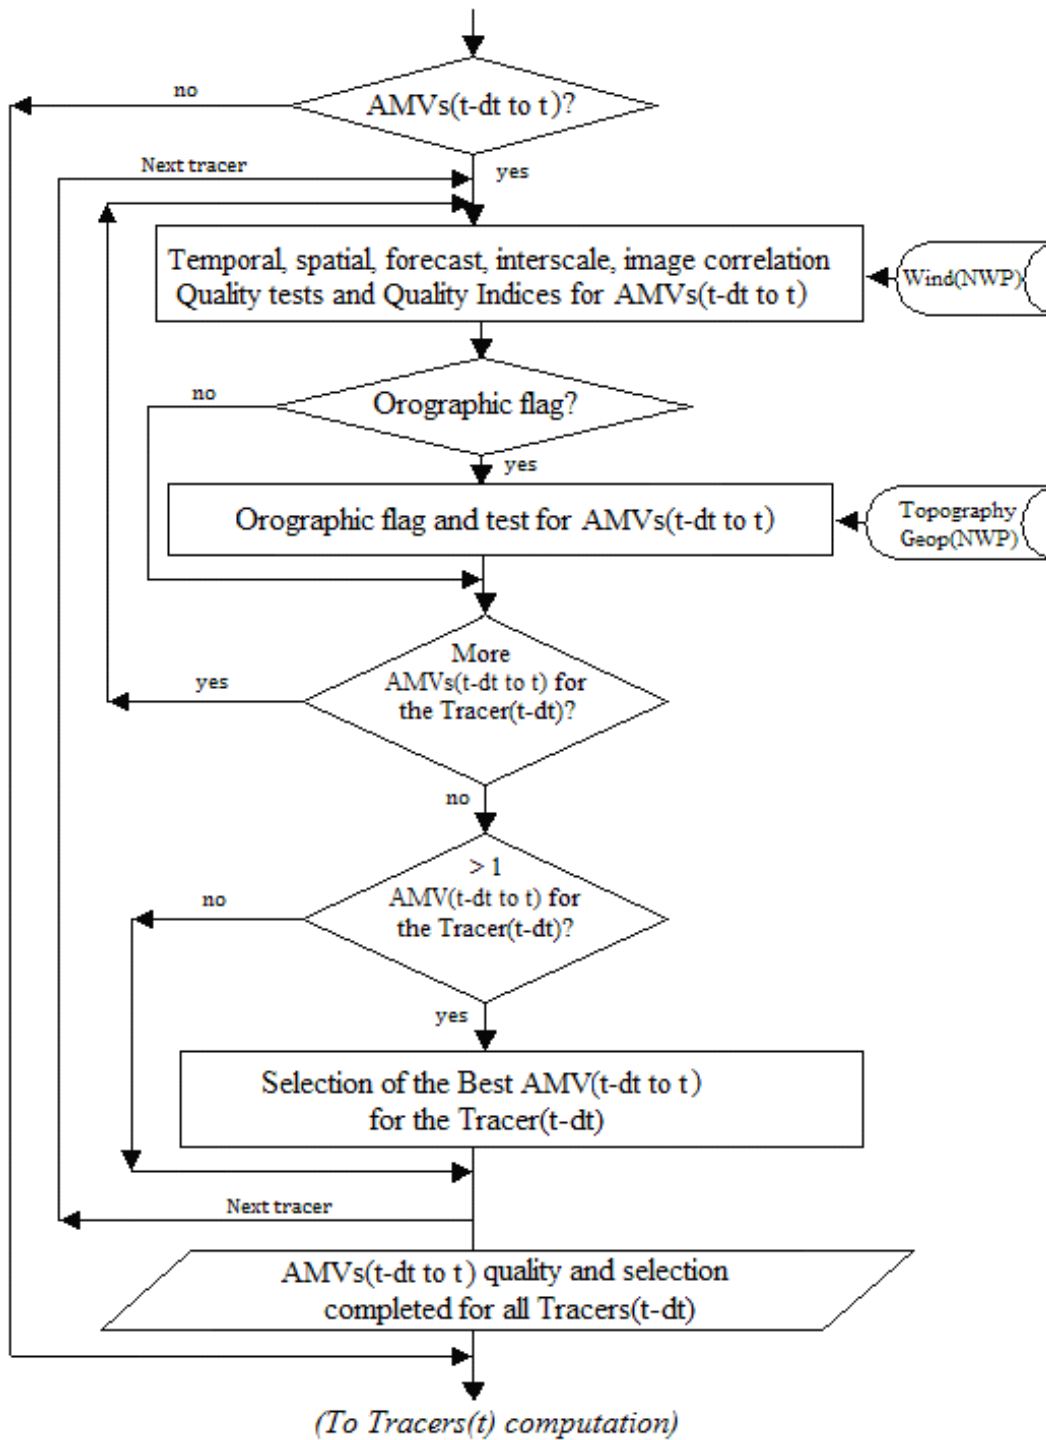 AMVs(t-dt to t)?
no
yes
Next tracer
Temporal, spatial, forecast, interscale, image correlation
Quality tests and Quality Indices for AMVs(t-dt to t)
Wind(NWP)
Orographic flag?
no
yes
Orographic flag and test for AMVs(t-dt to t)
Topography
Geop(NWP)
More
AMVs(t-dt to t) for
the Tracer(t-dt)?
yes
no
> 1
AMV(t-dt to t) for
the Tracer(t-dt)?
no
yes
Selection of the Best AMV(t-dt to t)
for the Tracer(t-dt)
Next tracer
AMVs(t-dt to t) quality and selection
completed for all Tracers(t-dt)
(To Tracers(t) computation)